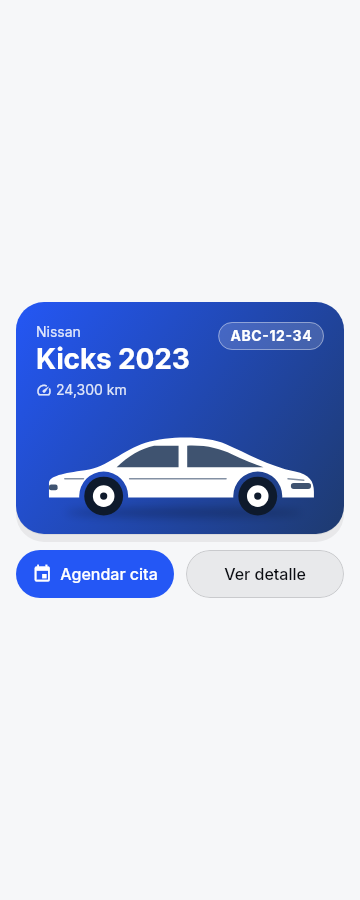 Nissan
Kicks 2023
ABC-12-34
24,300 km
Agendar cita
Ver detalle